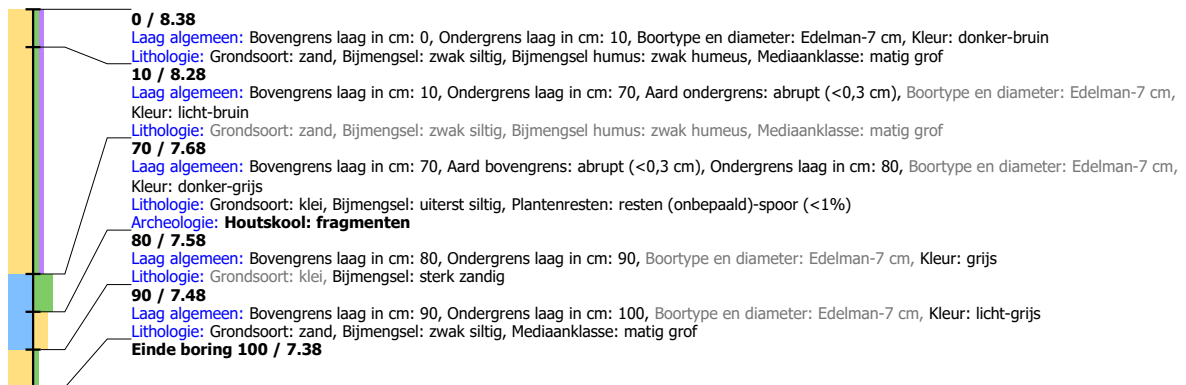 0 / 8.38
Laag algemeen: Bovengrens laag in cm: 0, Ondergrens laag in cm: 10, Boortype en diameter: Edelman-7 cm, Kleur: donker-bruin
Lithologie: Grondsoort: zand, Bijmengsel: zwak siltig, Bijmengsel humus: zwak humeus, Mediaanklasse: matig grof
10 / 8.28
Laag algemeen: Bovengrens laag in cm: 10, Ondergrens laag in cm: 70, Aard ondergrens: abrupt (<0,3 cm), Boortype en diameter: Edelman-7 cm,
Kleur: licht-bruin
Lithologie: Grondsoort: zand, Bijmengsel: zwak siltig, Bijmengsel humus: zwak humeus, Mediaanklasse: matig grof
70 / 7.68
Laag algemeen: Bovengrens laag in cm: 70, Aard bovengrens: abrupt (<0,3 cm), Ondergrens laag in cm: 80, Boortype en diameter: Edelman-7 cm,
Kleur: donker-grijs
Lithologie: Grondsoort: klei, Bijmengsel: uiterst siltig, Plantenresten: resten (onbepaald)-spoor (<1%)
Archeologie: Houtskool: fragmenten
80 / 7.58
Laag algemeen: Bovengrens laag in cm: 80, Ondergrens laag in cm: 90, Boortype en diameter: Edelman-7 cm, Kleur: grijs
Lithologie: Grondsoort: klei, Bijmengsel: sterk zandig
90 / 7.48
Laag algemeen: Bovengrens laag in cm: 90, Ondergrens laag in cm: 100, Boortype en diameter: Edelman-7 cm, Kleur: licht-grijs
Lithologie: Grondsoort: zand, Bijmengsel: zwak siltig, Mediaanklasse: matig grof
Einde boring 100 / 7.38